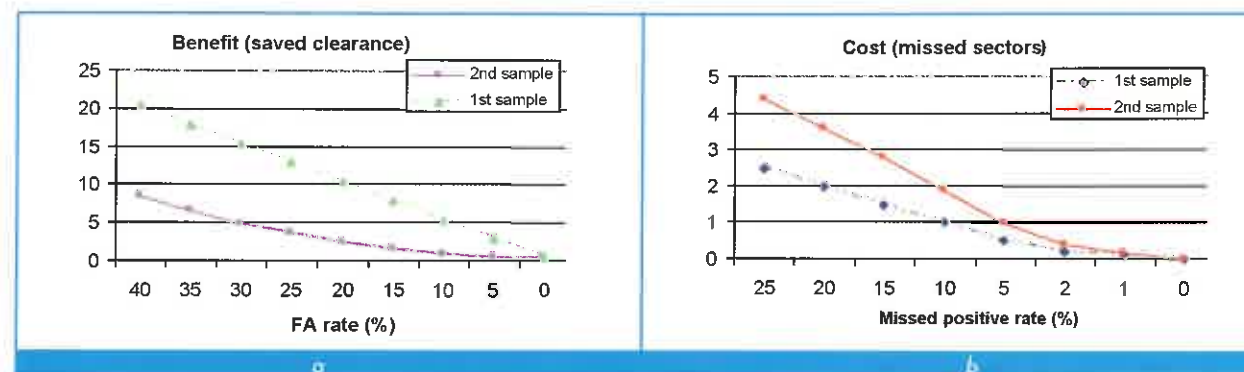 Benefit (saved clearance)
25
20
15
10
5
0
2nd sample
1st sample
40 35 30 25 20 15 10 5 0
FA rate (%)
a
Cost (missed sectors)
5
4
3
2
1
0
1st sample
2nd sample
25 20 15 10 5 2 1 0
Missed positive rate (%)
b